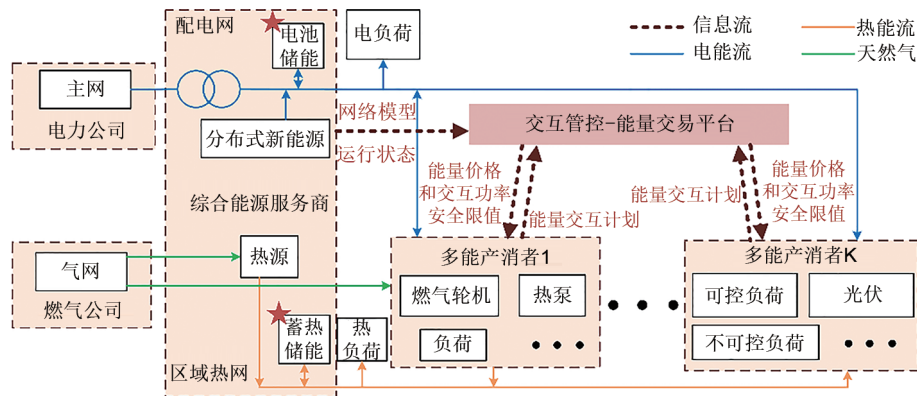 配电网
电池
储能
电负荷
信息流
热能流
电能流
天然气
主网
电力公司
分布式新能源
网络模型
运行状态
交互管控-能量交易平台
综合能源服务商
能量价格
和交互功率
安全限值
能量交互计划
能量交互计划
能量价格
和交互功率
安全限值
气网
燃气公司
热源
多能产消者1
燃气轮机
热泵
负荷
多能产消者K
可控负荷
光伏
不可控负荷
蓄热
储能
热
负荷
区域热网